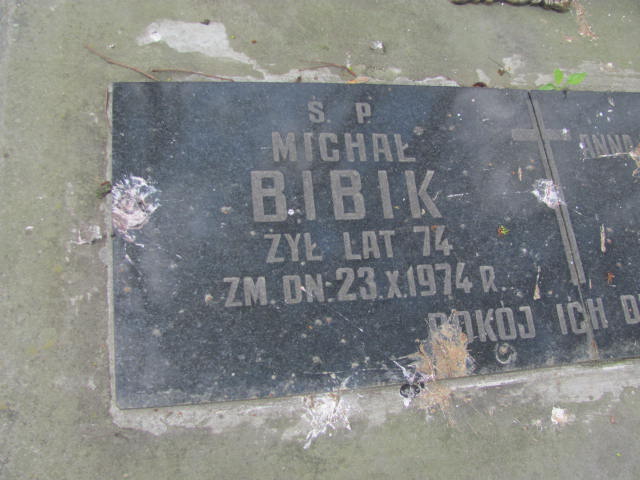 Ś. P.
MICHAŁ
BIBIK
ŻYŁ LAT 74
ZM. DN. 23.X.1974 R.
ANNA
POKÓJ ICH D